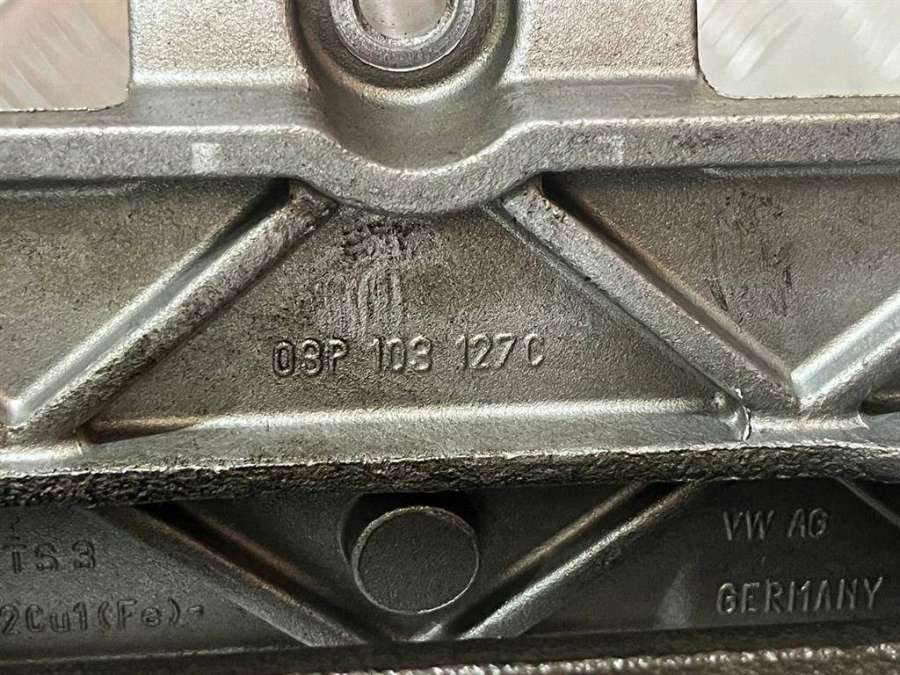 03P 103 127C
TS 3
VW AG
2Cu1(Fe)-
GERMANY